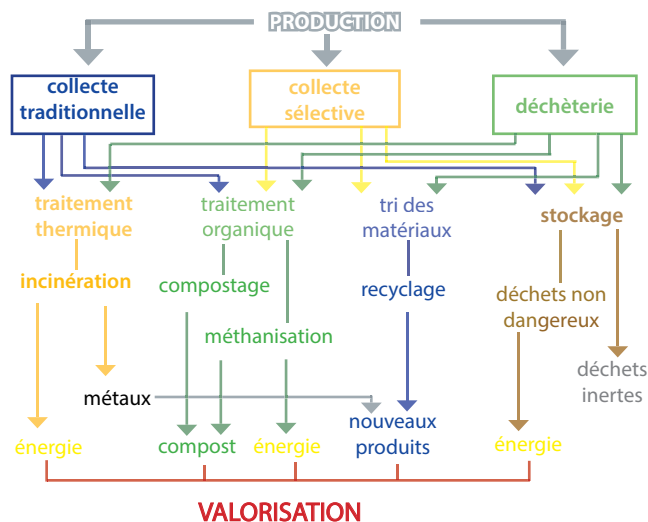 PRODUCTION
collecte
traditionnelle
collecte
sélective
déchèterie
traitement
thermique
traitement
organique
tri des
matériaux
stockage
incinération
compostage
recyclage
déchets non
dangereux
méthanisation
déchets
inertes
métaux
énergie
compost
énergie
nouveaux
produits
énergie
VALORISATION